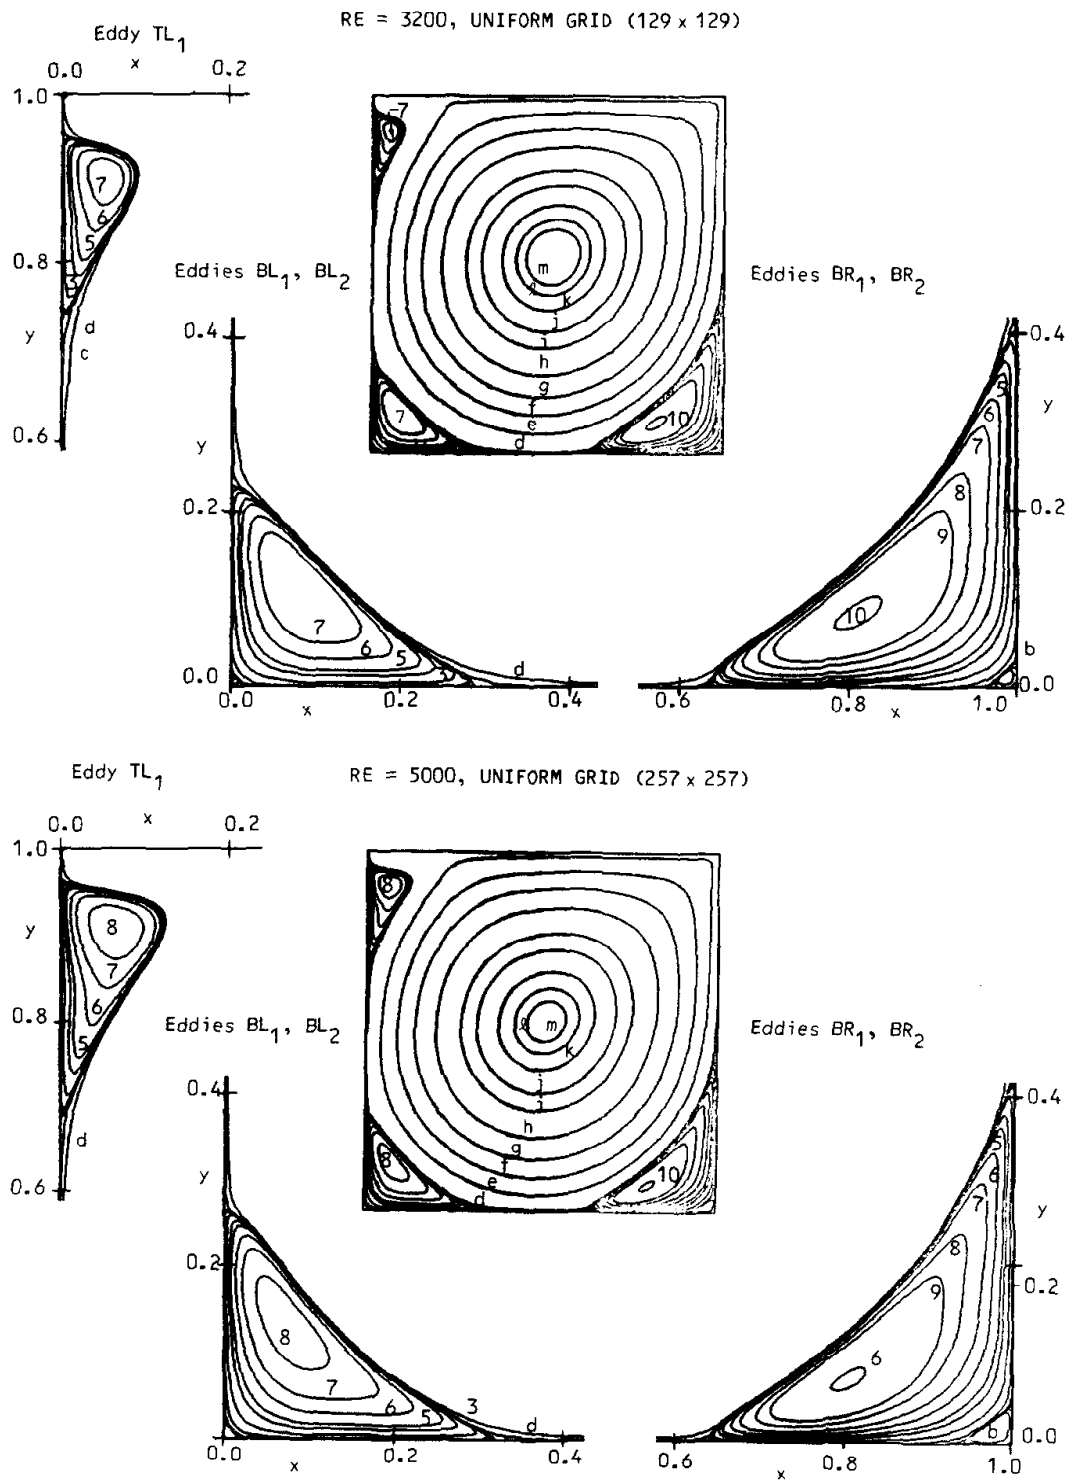 RE = 3200, UNIFORM GRID (129 x 129)
Eddy TL1
x
0.0 0.2
1.0
7
6
5
3
0.8
d
y
c
0.6
-7
m
ℓ
k
j
i
h
g
f
e
d
7
10
Eddies BL1, BL2
0.4
y
0.2
7
6
5
3
d
0.0
0.0 0.2 0.4
x
Eddies BR1, BR2
0.4
5
y
6
7
8
0.2
9
10
b
0.0
0.6 0.8 1.0
x
Eddy TL1
RE = 5000, UNIFORM GRID (257 x 257)
0.0 x 0.2
1.0
8
y
7
6
0.8
5
d
0.6
8
ℓ m
k
j
i
h
g
f
e
d
8
10
Eddies BL1, BL2
0.4
y
0.2
8
7
6
5
3
d
0.0
0.0 0.2 0.4
x
Eddies BR1, BR2
0.4
5
6
7
y
8
0.2
9
6
b
0.0
0.6 0.8 1.0
x